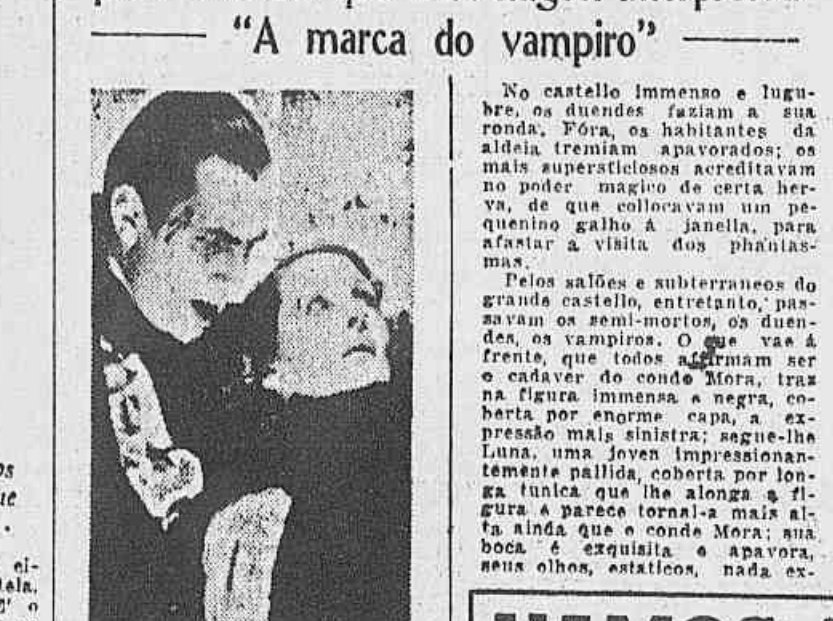 "A marca do vampiro"
No castello immenso e lugu-
bre, os duendes faziam a sua
ronda. Fóra, os habitantes da
aldeia tremiam apavorados; os
mais supersticiosos acreditavam
no poder magico de certa her-
va, de que collocavam um pe-
quenino galho á janella, para
afastar a visita dos phantas-
mas.
Pelos salões e subterraneos do
grande castello, entretanto, pas-
savam os semi-mortos, os duen-
des, os vampiros. O que vae á
frente, que todos affirmam ser
o cadaver do conde Mora, traz
na figura immensa e negra, co-
berta por enorme capa, a ex-
pressão mais sinistra; segue-lhe
Luna, uma joven impressionan-
temente pallida, coberta por lon-
ga tunica que lhe alonga a fi-
gura e parece tornal-a mais al-
ta ainda que o conde Mora; sua
boca é exquisita e apavora,
seus olhos, estaticos, nada ex-